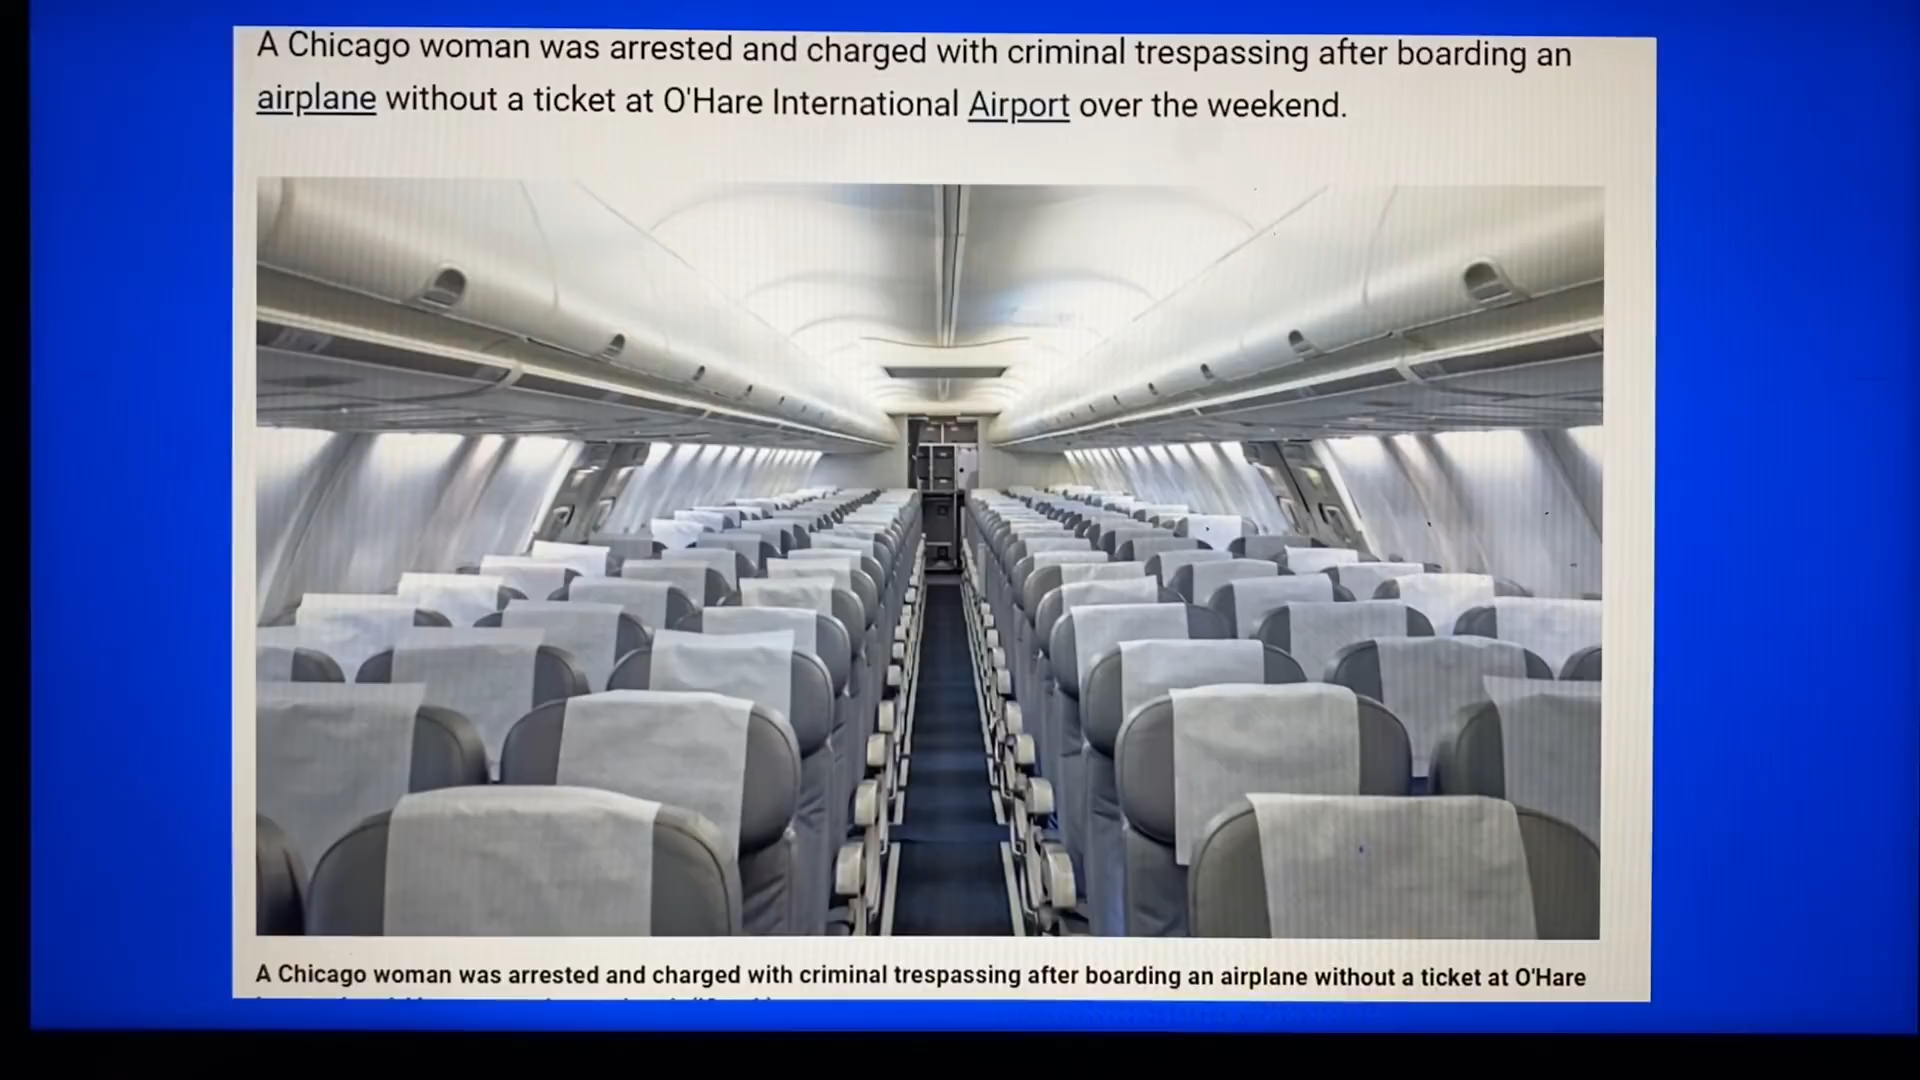 A Chicago woman was arrested and charged with criminal trespassing after boarding an
airplane without a ticket at O'Hare International Airport over the weekend.
A Chicago woman was arrested and charged with criminal trespassing after boarding an airplane without a ticket at O'Hare